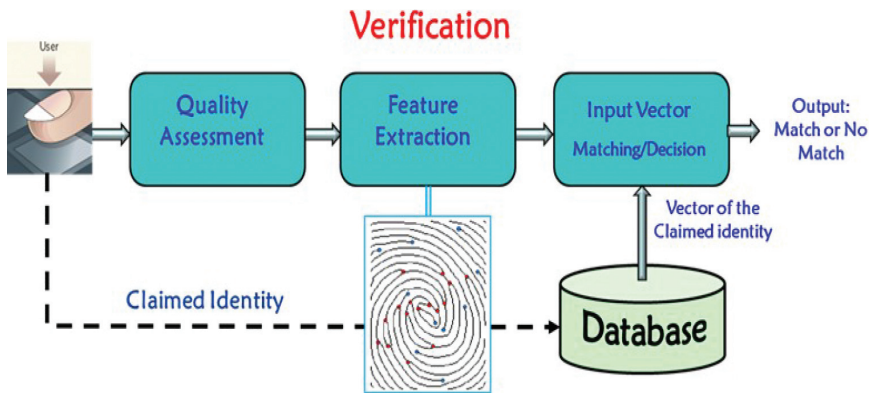 Verification
User
Quality
Assessment
Feature
Extraction
Input Vector
Matching/Decision
Output:
Match or No
Match
Vector of the
Claimed identity
Claimed Identity
Database